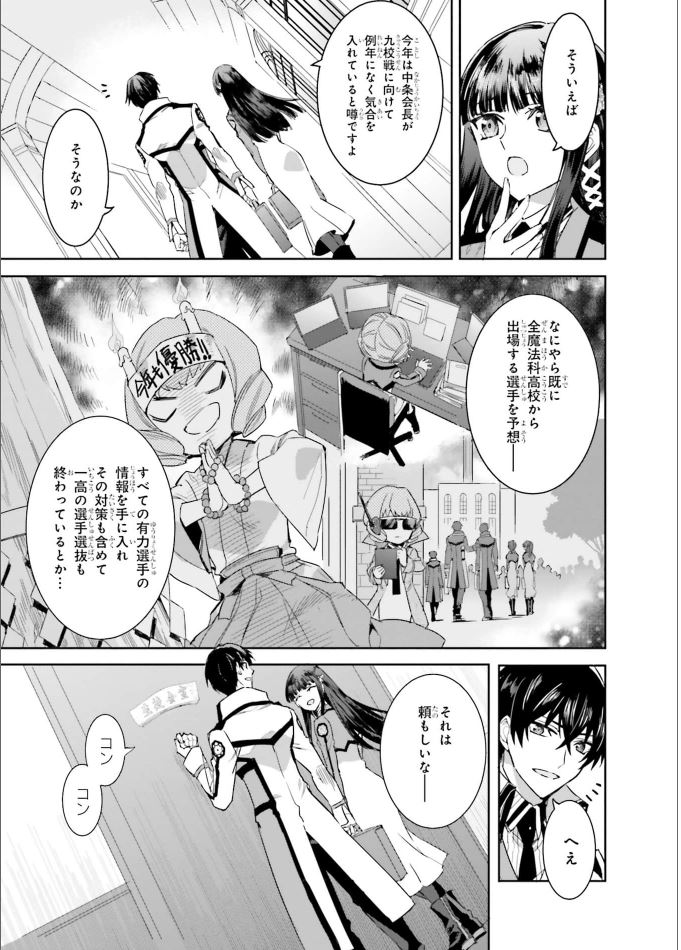 そういえば
今年は中条会長が
九校戦に向けて
例年になく気合を
入れていると噂ですよ
そうなのか
なにやら既に
全魔法科高校から
出場する選手を予想―
今年も優勝!!
すべての有力選手の
情報を手に入れ
その対策も含めて
一高の選手選抜も
終わっているとか…
へえ
それは
頼もしいな―
生徒会室
コン
コン